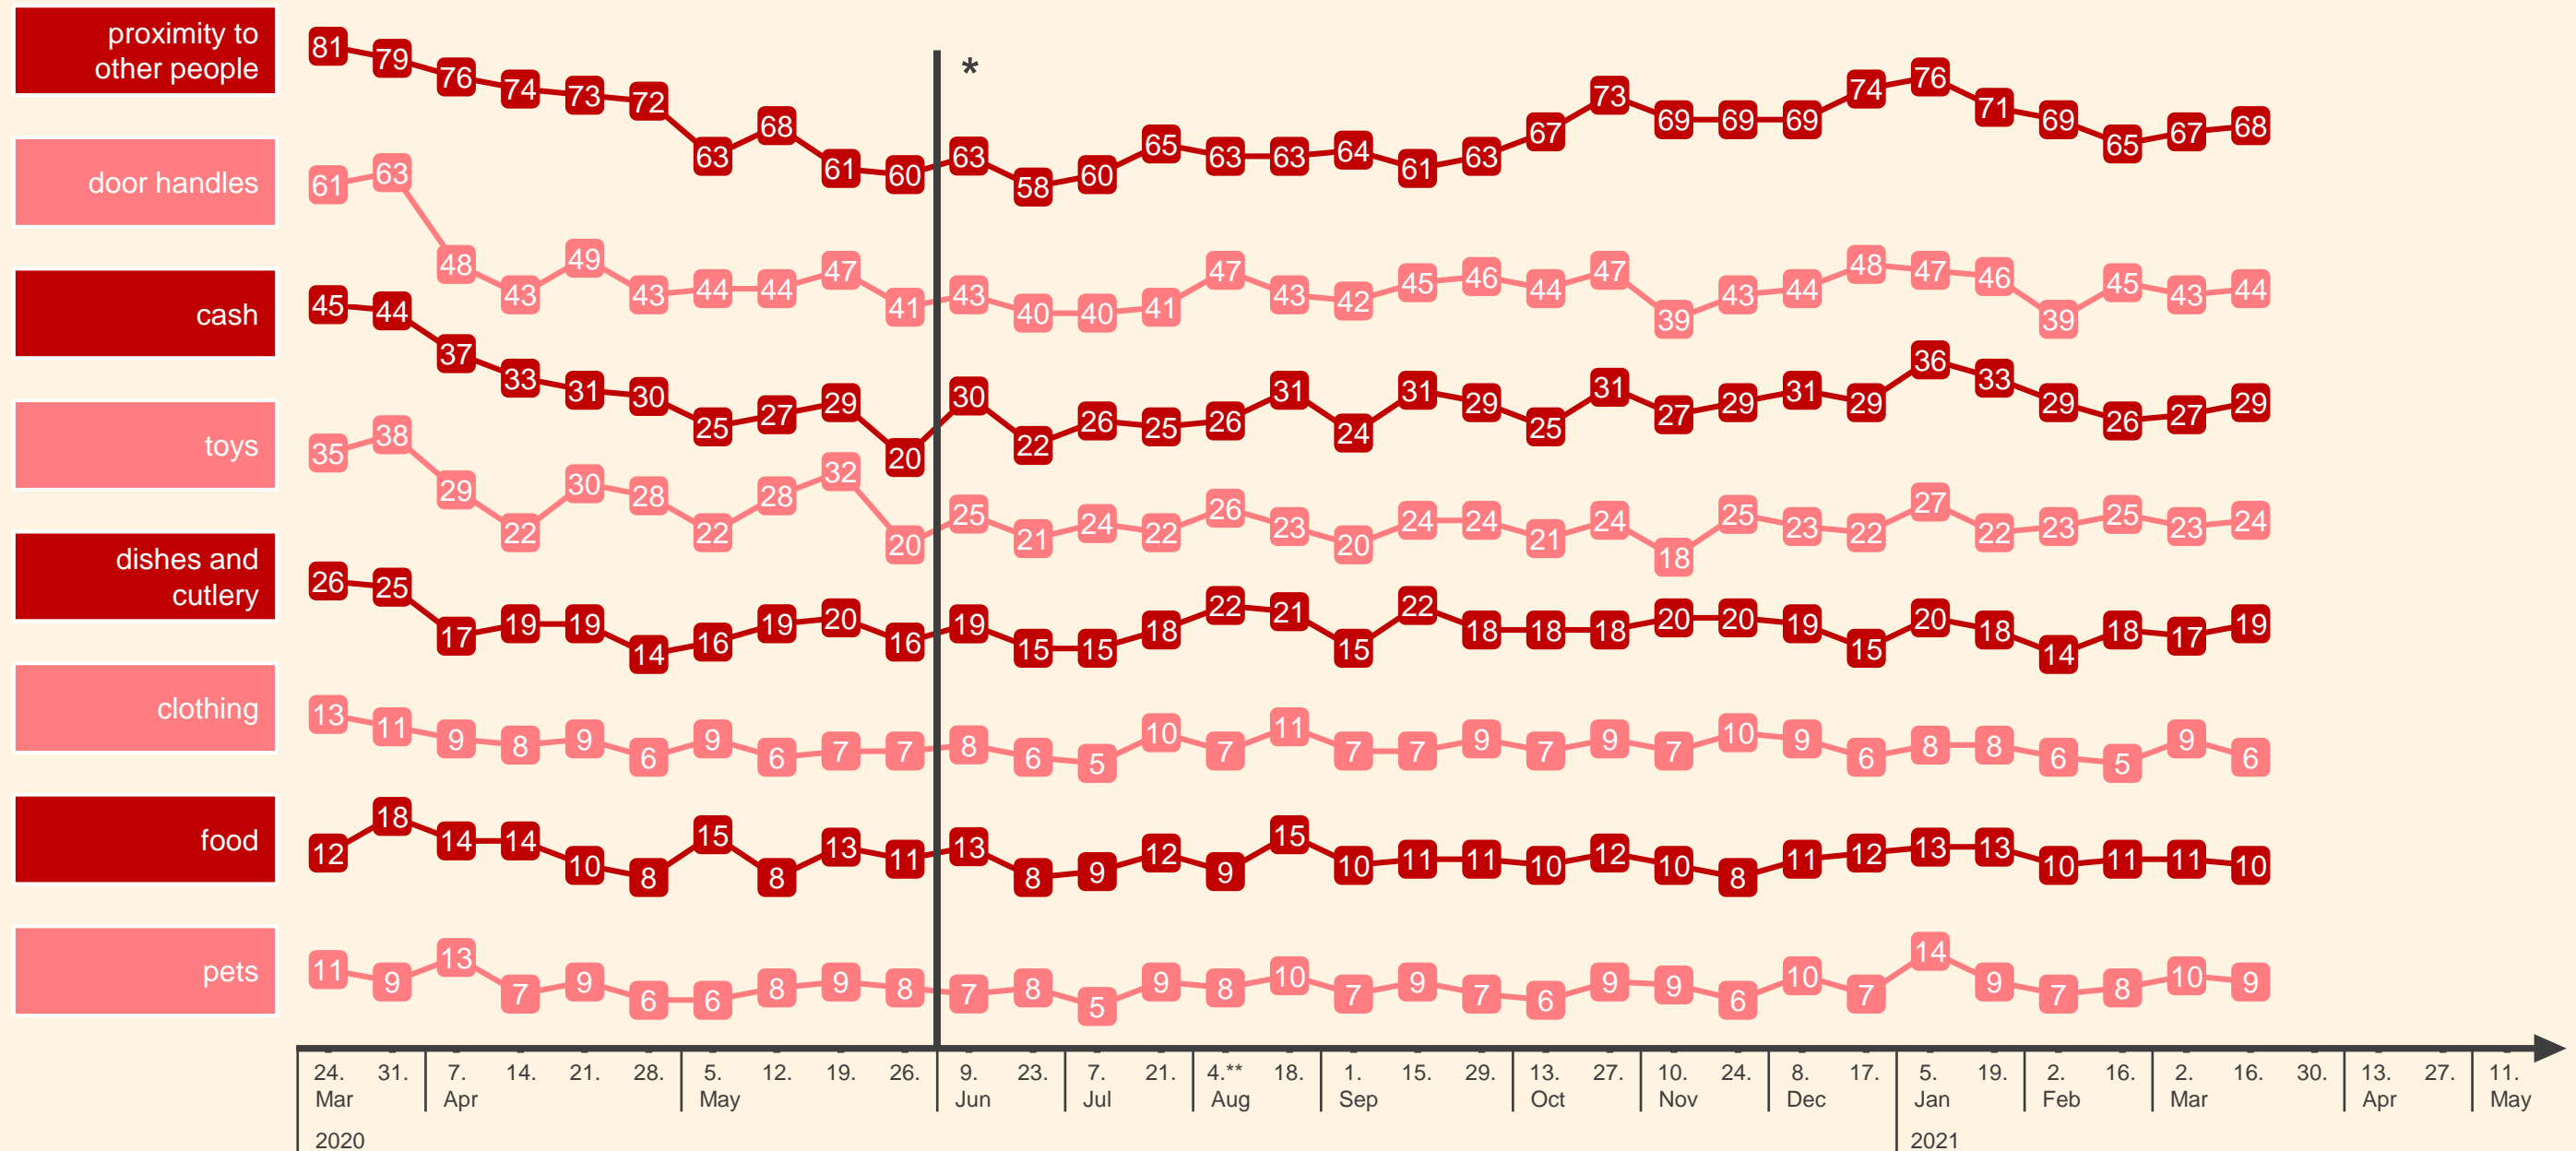 proximity to
other people
81 79 76 74 73 72 63 68 61 60 63 58 60 65 63 63 64 61 63 67 73 69 69 69 74 76 71 69 65 67 68
*
door handles
61 63 48 43 49 43 44 44 47 41 43 40 40 41 47 43 42 45 46 44 47 39 43 44 48 47 46 39 45 43 44
cash
45 44 37 33 31 30 25 27 29 20 30 22 26 25 26 31 24 31 29 25 31 27 29 31 29 36 33 29 26 27 29
toys
35 38 29 22 30 28 22 28 32 20 25 21 24 22 26 23 20 24 24 21 24 18 25 23 22 27 22 23 25 23 24
dishes and
cutlery
26 25 17 19 19 14 16 19 20 16 19 15 15 18 22 21 15 22 18 18 18 20 20 19 15 20 18 14 18 17 19
clothing
13 11 9 8 9 6 9 6 7 7 8 6 5 10 7 11 7 7 9 7 9 7 10 9 6 8 8 6 5 9 6
food
12 18 14 14 10 8 15 8 13 11 13 8 9 12 9 15 10 11 11 10 12 10 8 11 12 13 13 10 11 11 10
pets
11 9 13 7 9 6 6 8 9 8 7 8 5 9 8 10 7 9 7 6 9 9 6 10 7 14 9 7 8 10 9
24. 31. 7. 14. 21. 28. 5. 12. 19. 26. 9. 23. 7. 21. 4.** 18. 1. 15. 29. 13. 27. 10. 24. 8. 17. 5. 19. 2. 16. 2. 16. 30. 13. 27. 11.
Mar Apr May Jun Jul Aug Sep Oct Nov Dec Jan Feb Mar Apr May
2020 2021